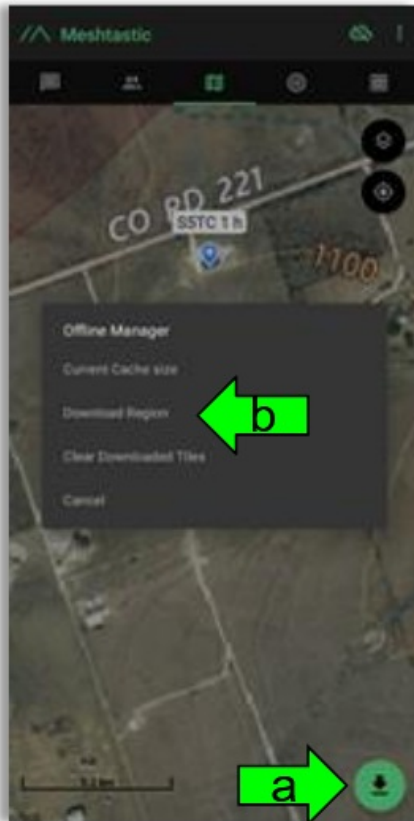 Meshtastic
CO RD 221
SSTC 1 h
1100
Offline Manager
Current Cache size
Download Region
b
Clear Downloaded Tiles
Cancel
a